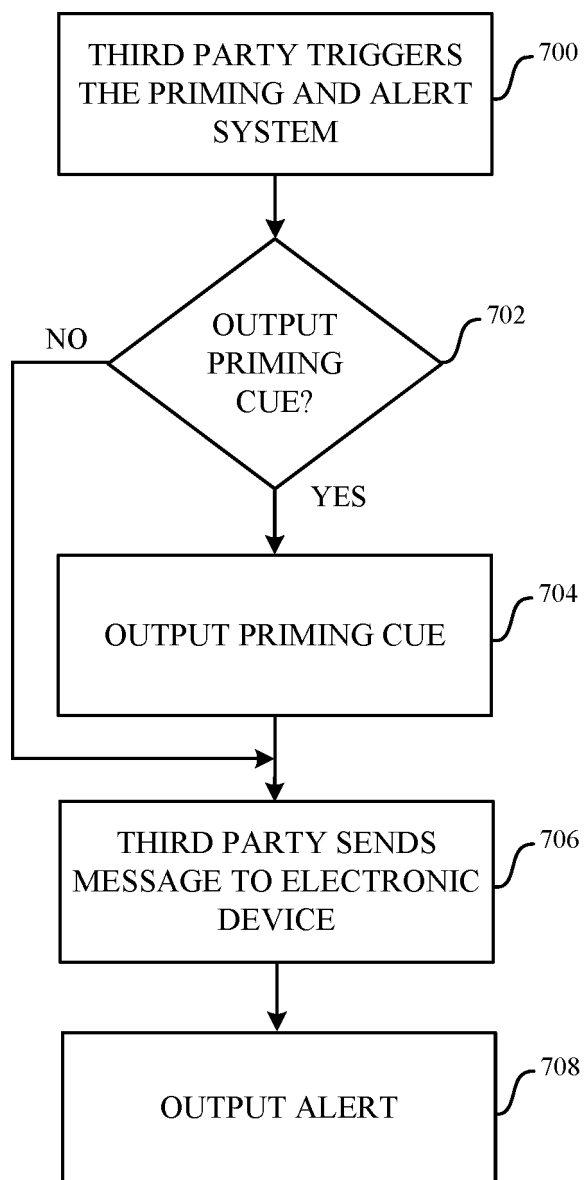 THIRD PARTY TRIGGERS
THE PRIMING AND ALERT
SYSTEM
700
OUTPUT
PRIMING
CUE?
702
NO
YES
OUTPUT PRIMING CUE
704
THIRD PARTY SENDS
MESSAGE TO ELECTRONIC
DEVICE
706
OUTPUT ALERT
708